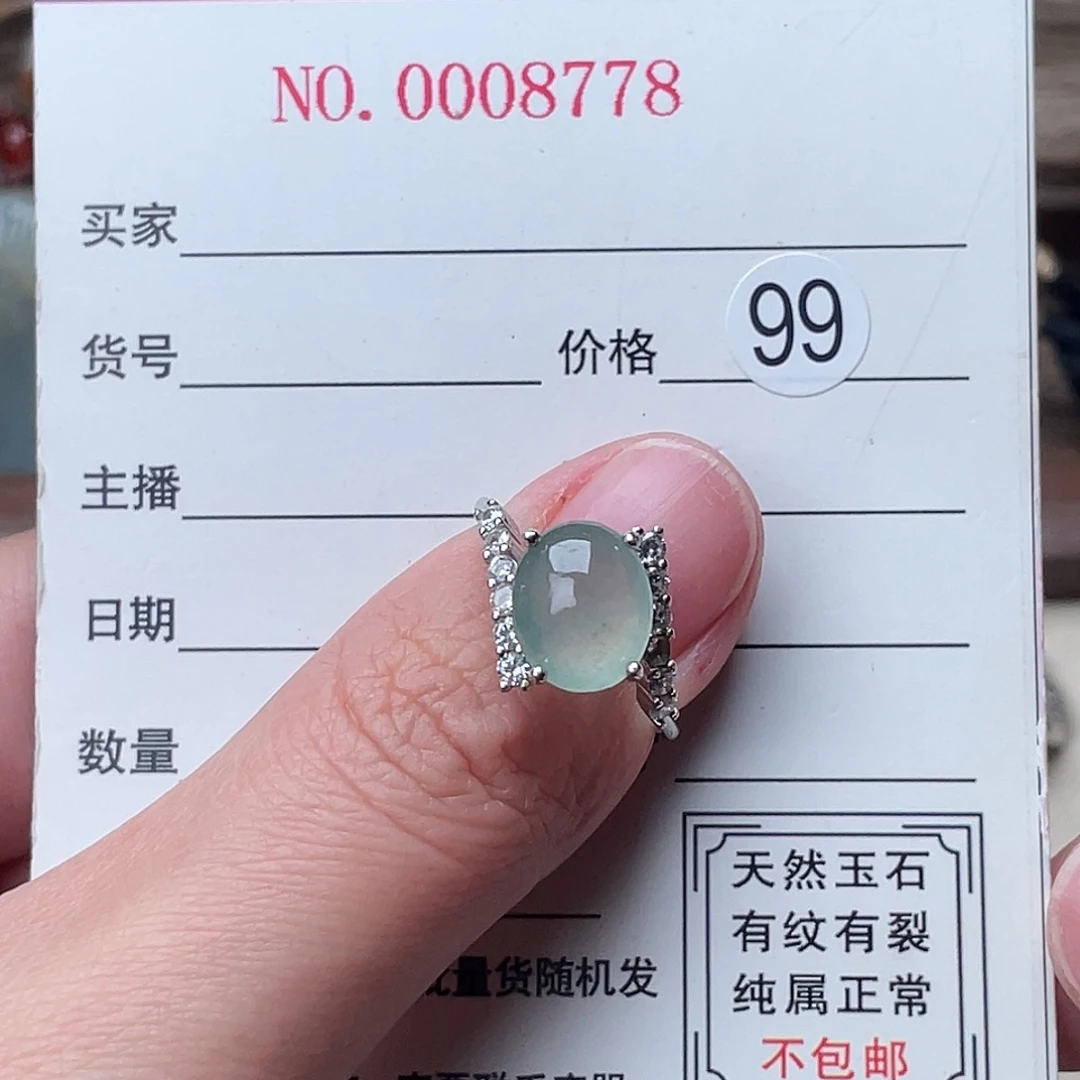 NO. 0008778
买家
货号 价格 99
主播
日期
数量
量货随机发
天然玉石
有纹有裂
纯属正常
不包邮